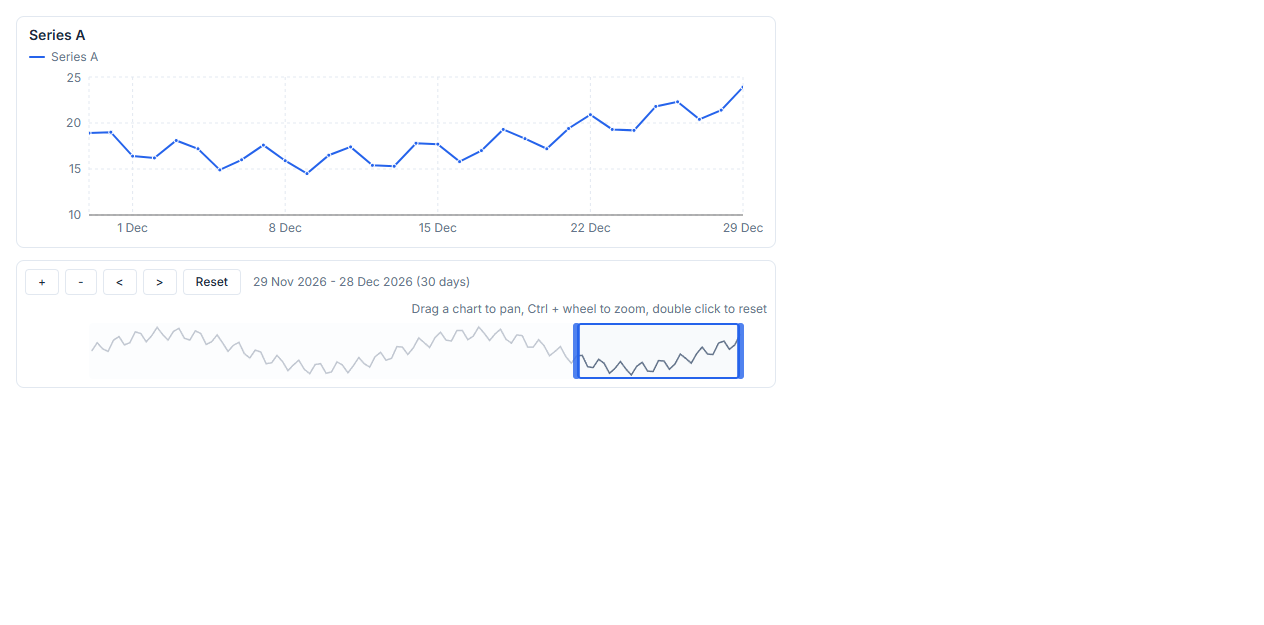 Series A
Series A
25
20
15
10
1 Dec 8 Dec 15 Dec 22 Dec 29 Dec
+ - < > Reset 29 Nov 2026 - 28 Dec 2026 (30 days)
Drag a chart to pan, Ctrl + wheel to zoom, double click to reset